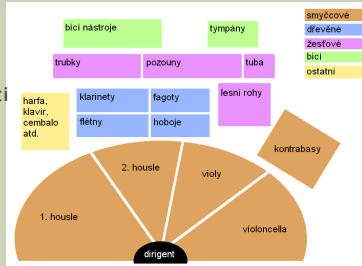 smyčcové
dřevěné
žesťové
bicí
ostatní
bicí nástroje
tympány
trubky
pozouny
tuba
harfa,
klavír,
cembalo
atd.
klarinety
fagoty
flétny
hoboje
lesní rohy
kontrabasy
1. housle
2. housle
violy
violoncella
dirigent